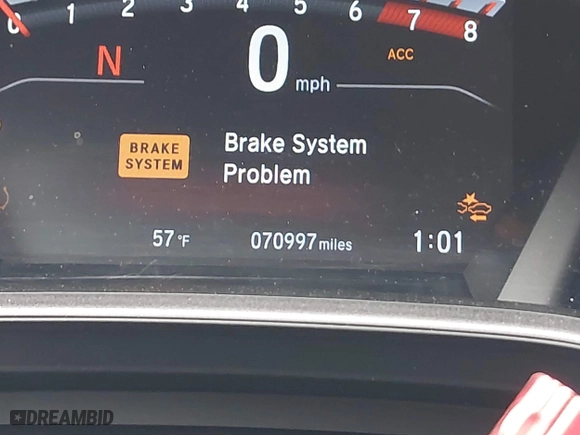 0 1 2 3 4 5 6 7 8
N
0 mph
ACC
BRAKE SYSTEM
Brake System
Problem
57 °F 070997 miles 1:01
DREAMBID